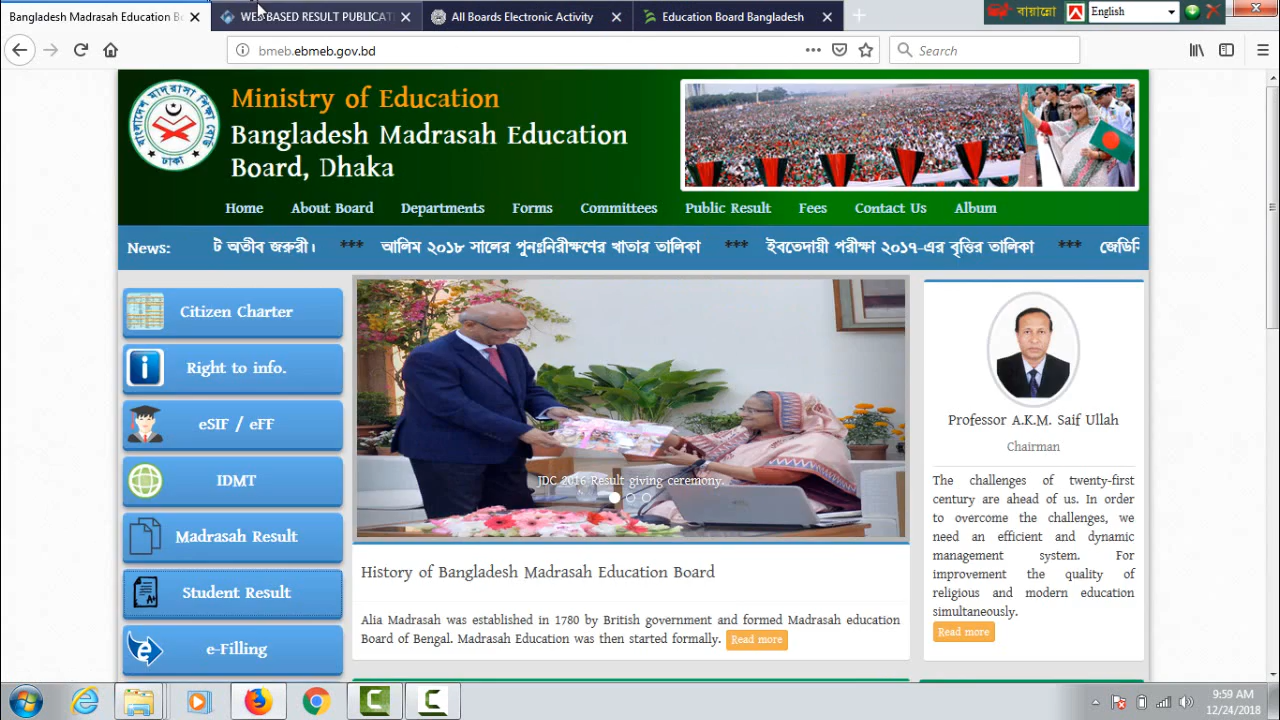 Bangladesh Madrasah Education B
WEB BASED RESULT PUBLICAT
All Boards Electronic Activity
Education Board Bangladesh
বায়ান্নো
English
bmeb.ebmeb.gov.bd
Search
বাংলাদেশ মাদরাসা শিক্ষা বোর্ড
ঢাকা
Ministry of Education
Bangladesh Madrasah Education
Board, Dhaka
Home About Board Departments Forms Committees Public Result Fees Contact Us Album
News: ট অতীব জরুরী। *** আলিম ২০১৮ সালের পুনঃনিরীক্ষণের খাতার তালিকা *** ইবতেদায়ী পরীক্ষা ২০১৭-এর বৃত্তির তালিকা *** জেডি
Citizen Charter
Right to info.
eSIF / eFF
IDMT
Madrasah Result
Student Result
e-Filling
JDC 2016 Result giving ceremony.
History of Bangladesh Madrasah Education Board
Alia Madrasah was established in 1780 by British government and formed Madrasah education
Board of Bengal. Madrasah Education was then started formally. Read more
Professor A.K.M. Saif Ullah
Chairman
The challenges of twenty-first
century are ahead of us. In order
to overcome the challenges, we
need an efficient and dynamic
management system. For
improvement the quality of
religious and modern education
simultaneously.
Read more
9:59 AM
12/24/2018